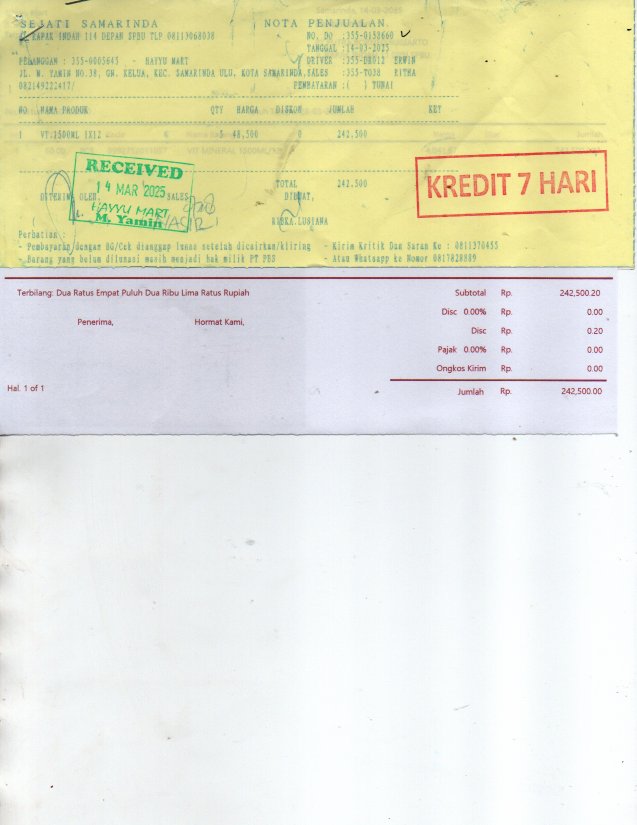 SEJATI SAMARINDA NOTA PENJUALAN
JL RAPAK INDAH 114 DEPAN SPBU TLP 08113068038 NO. DO :355-0158660
TANGGAL :14-03-2025
PELANGGAN : 355-0005645 - HAYYU MART DRIVER :355-DR012 ERWIN
JL. M. YAMIN NO.38, GN. KELUA, KEC. SAMARINDA ULU, KOTA SAMARINDA, SALES :355-TO38 RITHA
082149222417/ PEMBAYARAN :( ) TUNAI
NO NAMA PRODUK QTY HARGA DISKON JUMLAH KET
1 VT.1500ML 1X12 5 48,500 0 242,500
TOTAL 242,500
DITERIMA OLEH, SALES DIBUAT,
RECEIVED
14 MAR 2025
HAYYU MART
M. Yamin
KREDIT 7 HARI
RISKA.LUSIANA
Perhatian :
- Pembayaran dengan BG/Cek dianggap lunas setelah dicairkan/kliring - Kirim Kritik Dan Saran Ke : 0811370455
- Barang yang belum dilunasi masih menjadi hak milik PT PBS - Atau Whatsapp ke Nomor 0817828889
Terbilang: Dua Ratus Empat Puluh Dua Ribu Lima Ratus Rupiah Subtotal Rp. 242,500.20
Disc 0.00% Rp. 0.00
Penerima, Hormat Kami,
Disc Rp. 0.20
Pajak 0.00% Rp. 0.00
Ongkos Kirim Rp. 0.00
Hal. 1 of 1
Jumlah Rp. 242,500.00